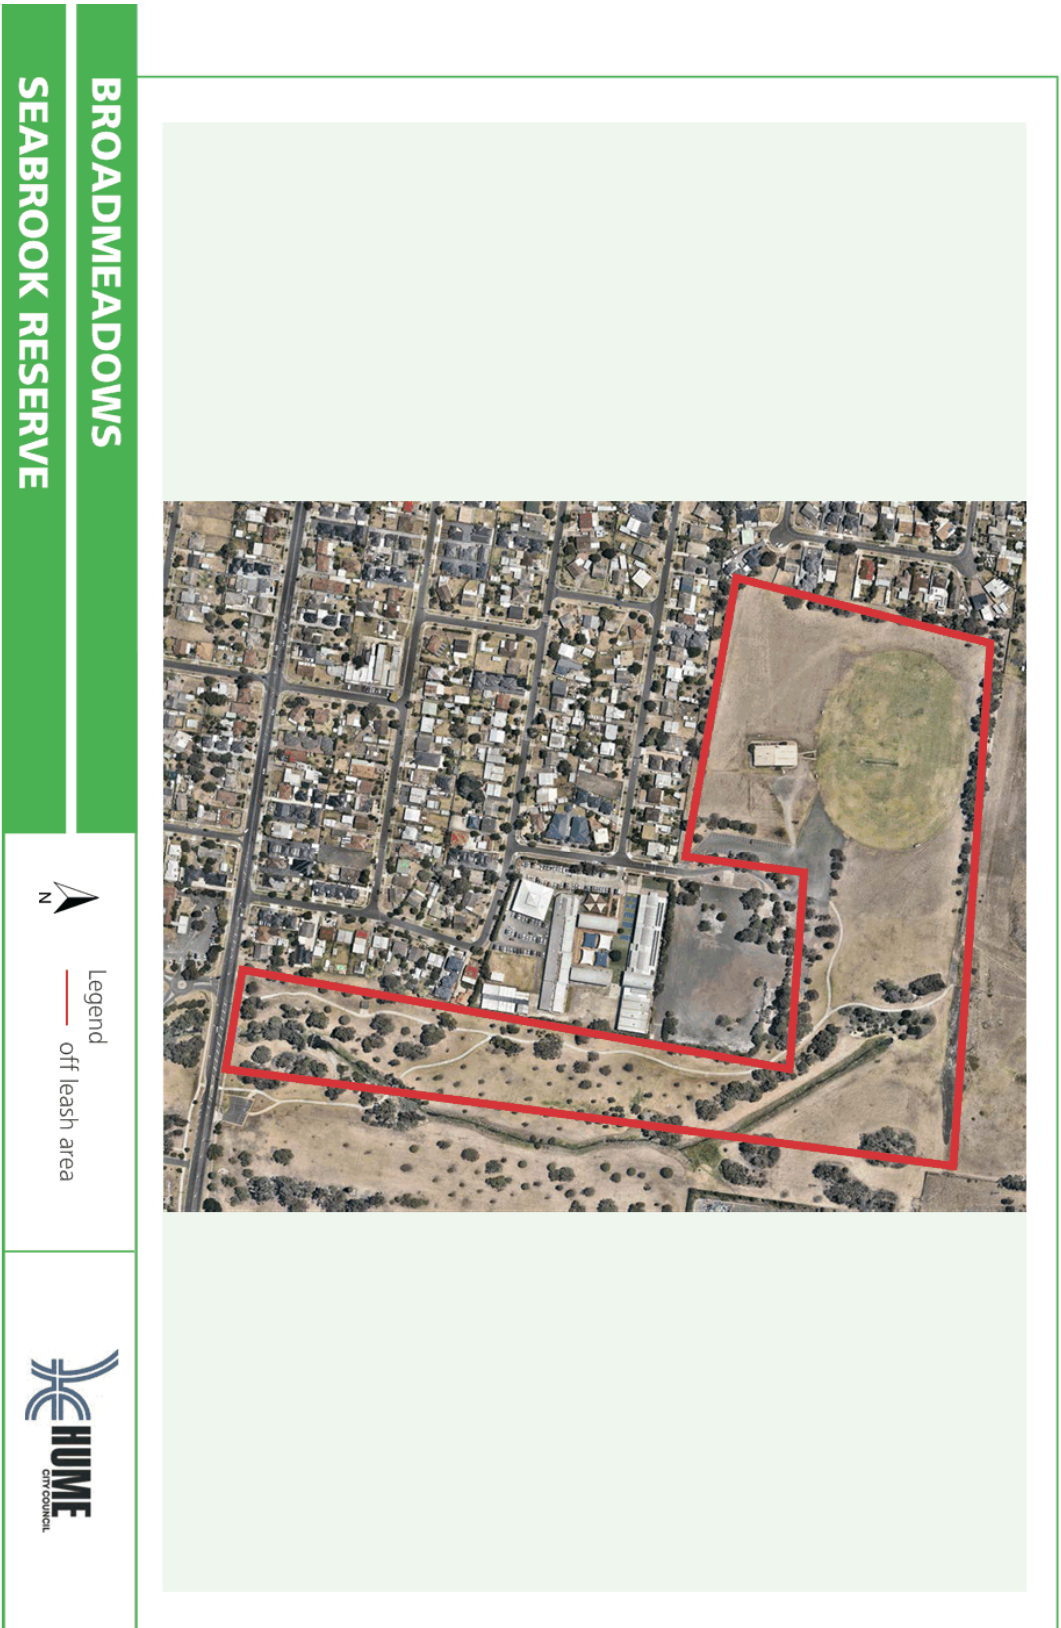 BROADMEADOWS
SEABROOK RESERVE
N
Legend
off leash area
HUME
CITY COUNCIL